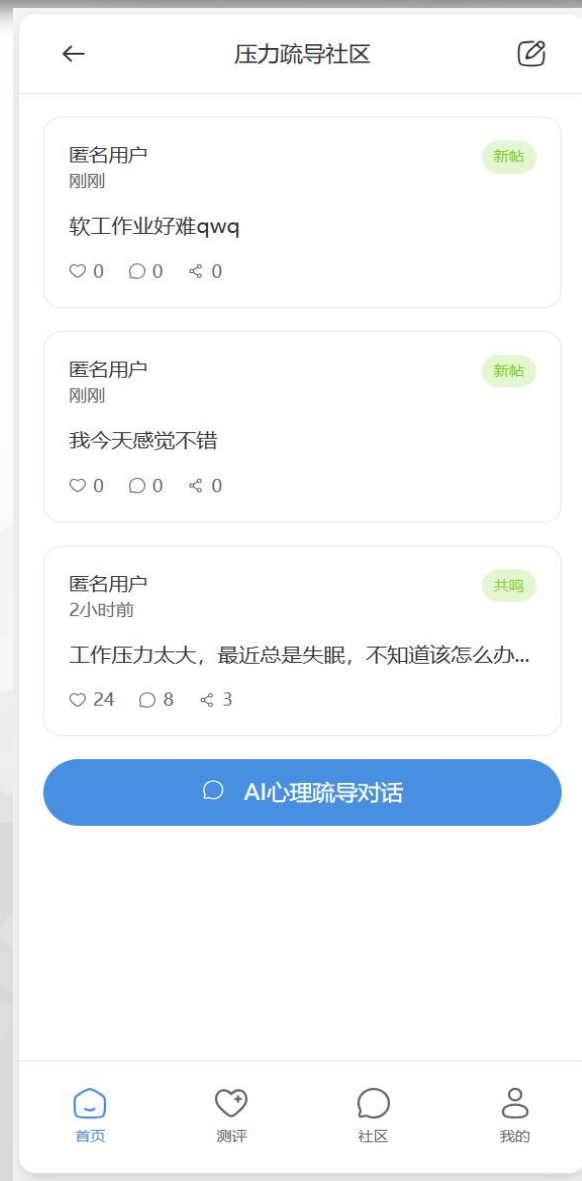 压力疏导社区
匿名用户
新帖
刚刚
软工作业好难qwq
0 0 0
匿名用户
新帖
刚刚
我今天感觉不错
0 0 0
匿名用户
共鸣
2小时前
工作压力太大，最近总是失眠，不知道该怎么办...
24 8 3
AI心理疏导对话
首页 测评 社区 我的